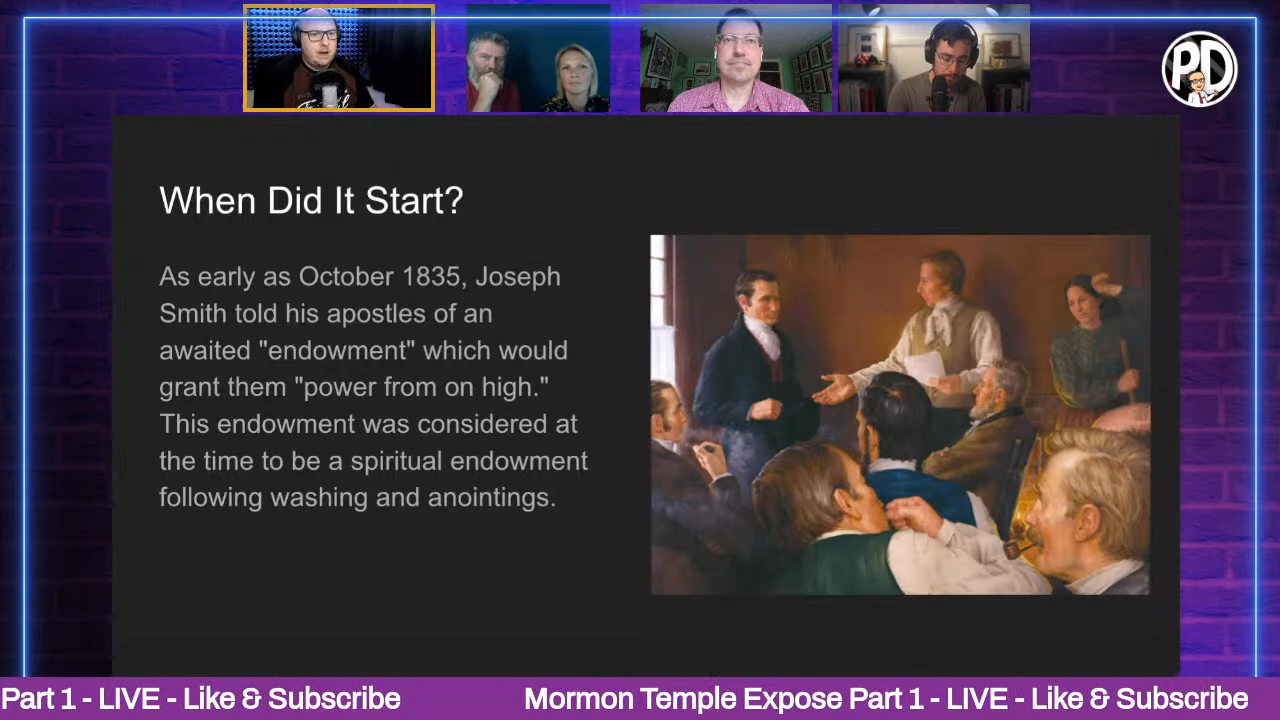 PD
When Did It Start?
As early as October 1835, Joseph
Smith told his apostles of an
awaited "endowment" which would
grant them "power from on high."
This endowment was considered at
the time to be a spiritual endowment
following washing and anointings.
Part 1 - LIVE - Like & Subscribe
Mormon Temple Expose Part 1 - LIVE - Like & Subscribe